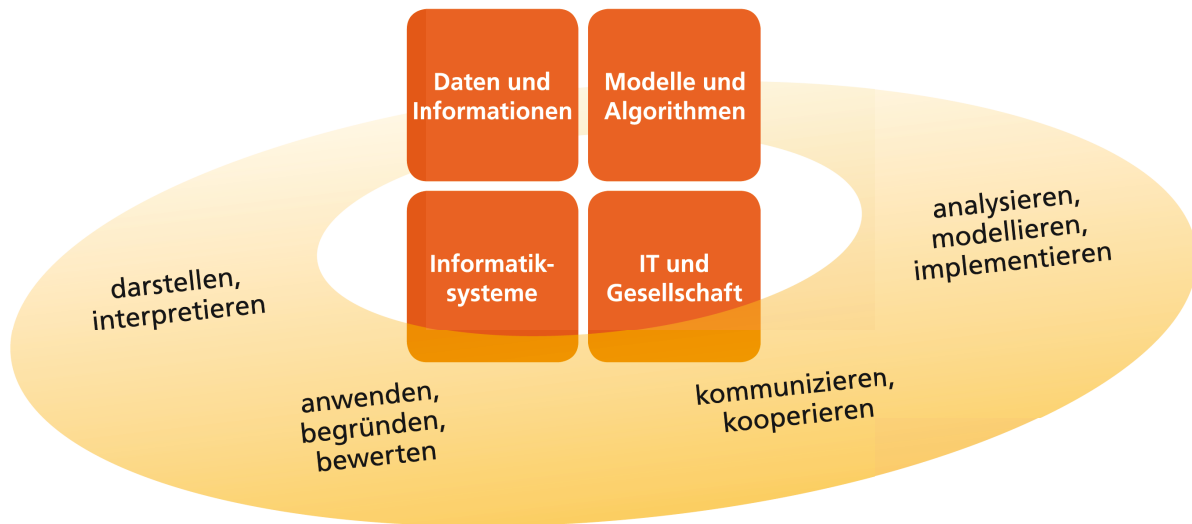 Daten und
Informationen
Modelle und
Algorithmen
Informatik-
systeme
IT und
Gesellschaft
analysieren,
modellieren,
implementieren
darstellen,
interpretieren
anwenden,
begründen,
bewerten
kommunizieren,
kooperieren